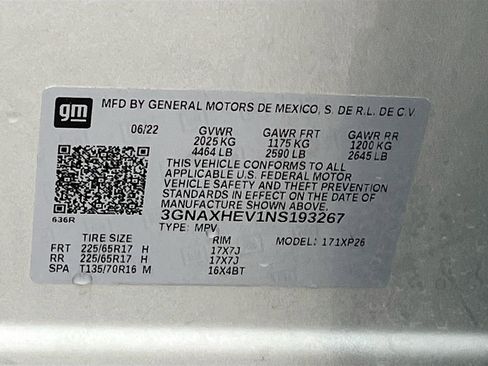 gm
MFD BY GENERAL MOTORS DE MEXICO, S. DE R.L. DE C.V.
06/22 GVWR GAWR FRT GAWR RR
2025 KG 1175 KG 1200 KG
4464 LB 2590 LB 2645 LB
THIS VEHICLE CONFORMS TO ALL
APPLICABLE U.S. FEDERAL MOTOR
VEHICLE SAFETY AND THEFT PREVENTION
STANDARDS IN EFFECT ON THE DATE OF
MANUFACTURE SHOWN ABOVE.
3GNAXHEV1NS193267
636R TYPE: MPV MODEL: 171XP26
TIRE SIZE RIM
FRT 225/65R17 H 17X7J
RR 225/65R17 H 17X7J
SPA T135/70R16 M 16X4BT